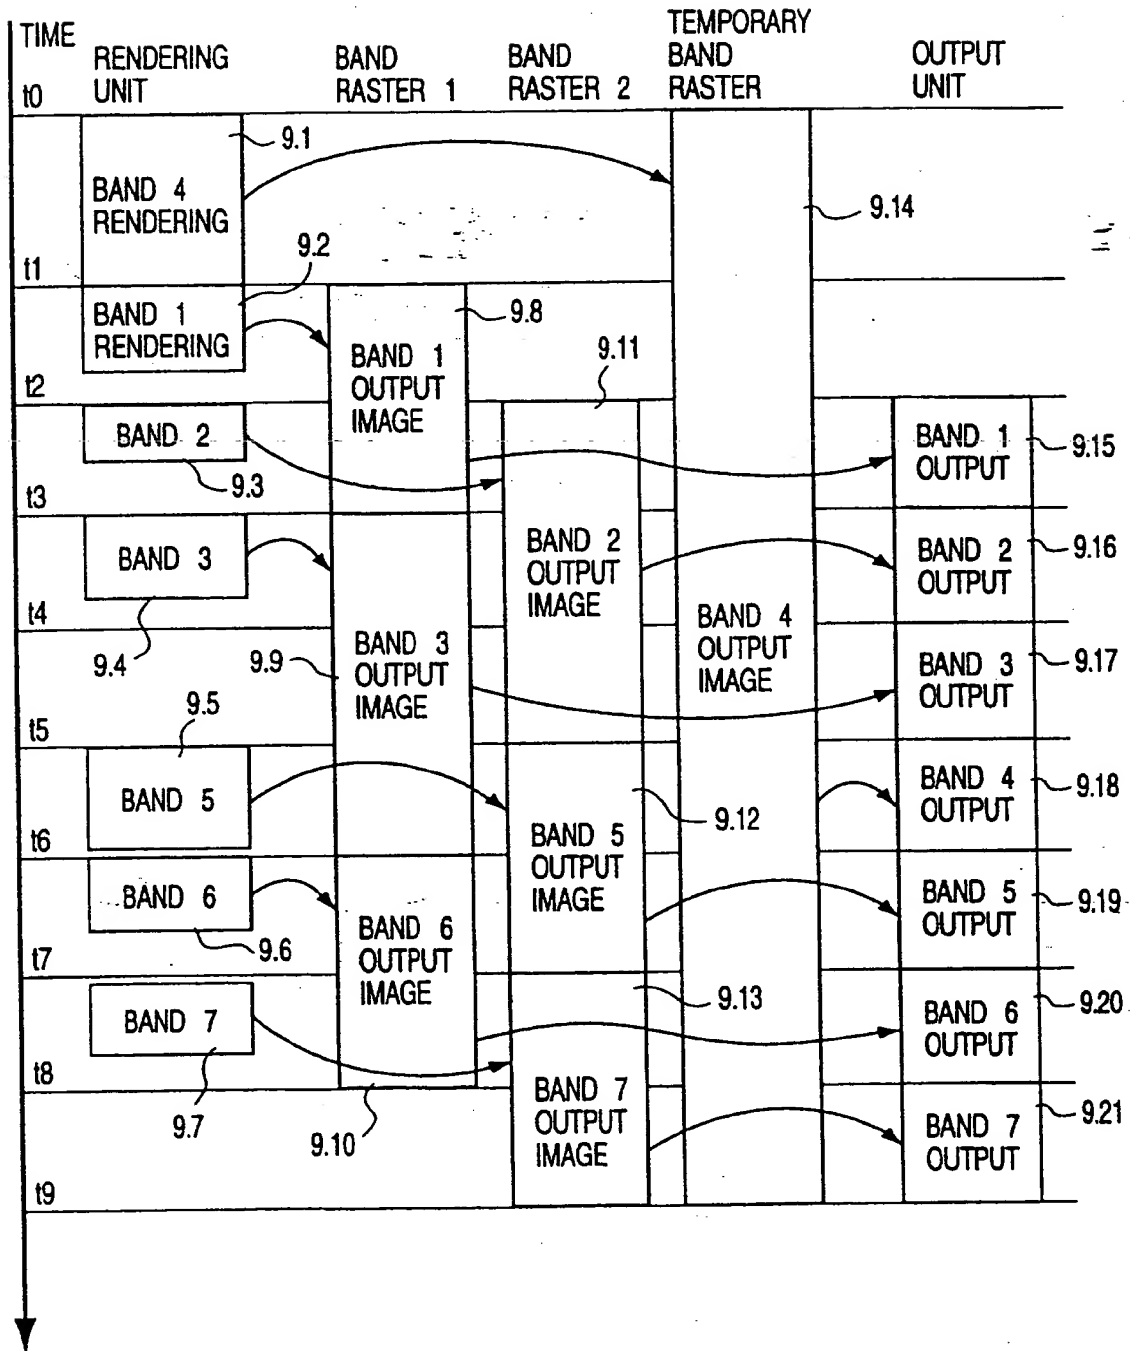 TIME
RENDERING
UNIT
BAND
RASTER 1
BAND
RASTER 2
TEMPORARY
BAND
RASTER
OUTPUT
UNIT
t0
9.1
BAND 4
RENDERING
9.14
t1
9.2
BAND 1
RENDERING
9.8
BAND 1
OUTPUT
IMAGE
9.11
t2
BAND 2
9.3
BAND 1
OUTPUT
9.15
t3
BAND 3
9.4
BAND 2
OUTPUT
IMAGE
BAND 2
OUTPUT
9.16
t4
9.9
BAND 3
OUTPUT
IMAGE
BAND 4
OUTPUT
IMAGE
BAND 3
OUTPUT
9.17
9.5
t5
BAND 5
9.12
BAND 4
OUTPUT
9.18
t6
BAND 6
9.6
BAND 5
OUTPUT
IMAGE
BAND 5
OUTPUT
9.19
BAND 6
OUTPUT
IMAGE
t7
BAND 7
9.7
9.13
BAND 6
OUTPUT
9.20
t8
9.10
BAND 7
OUTPUT
IMAGE
BAND 7
OUTPUT
9.21
t9